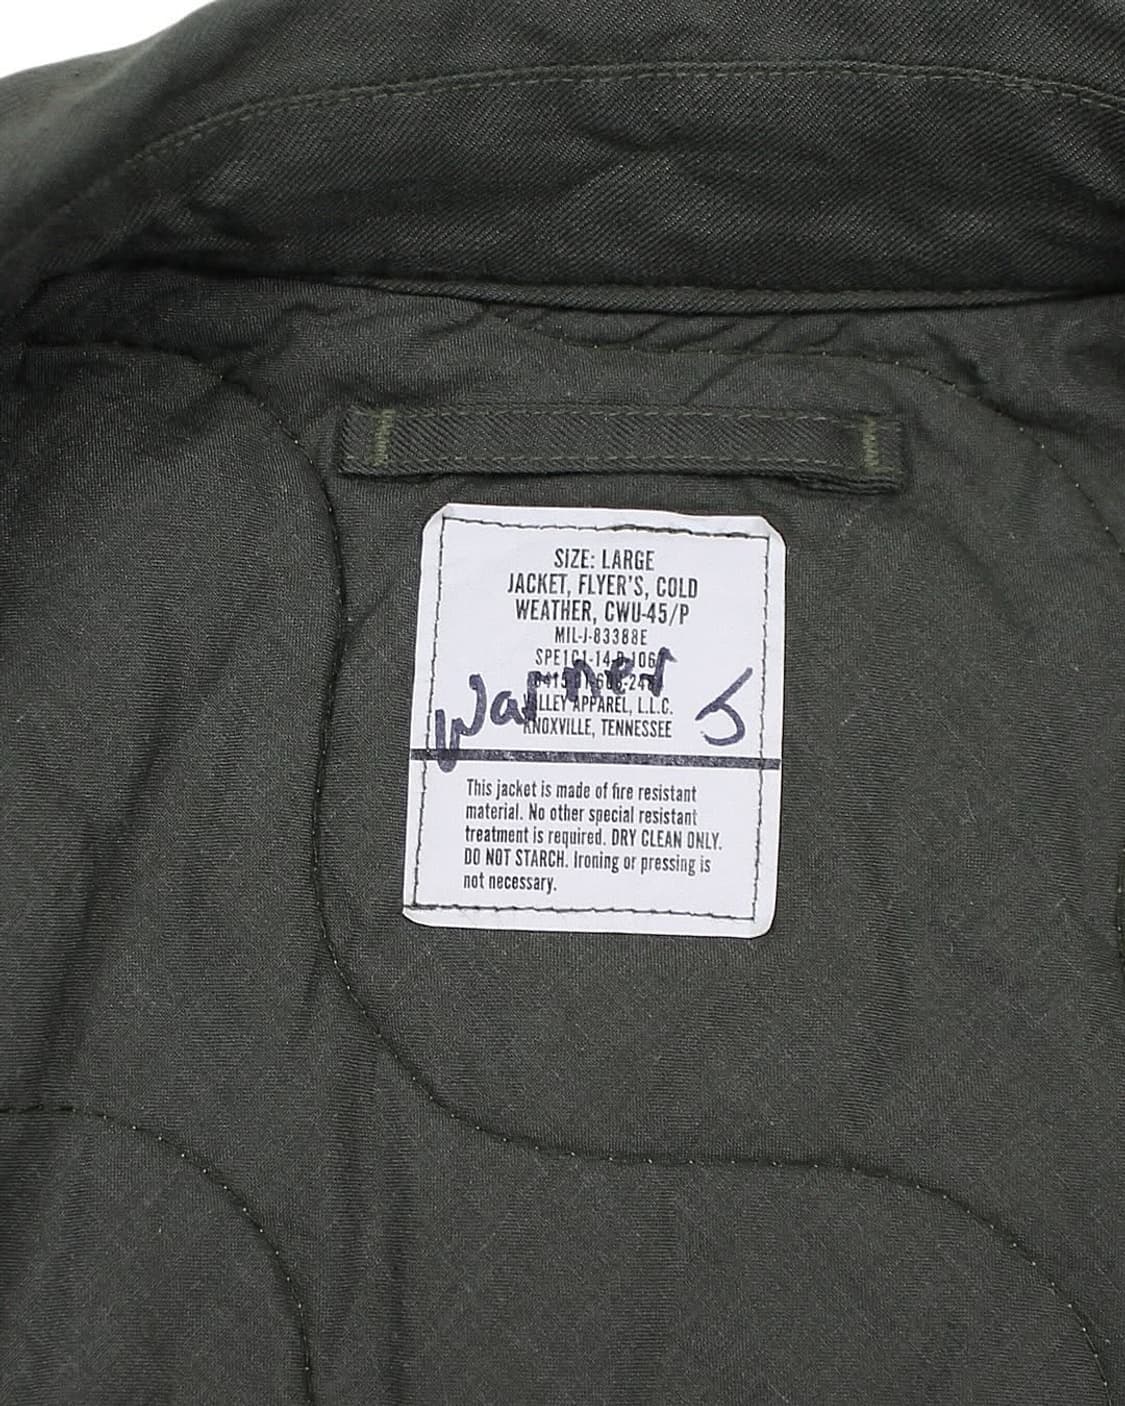 SIZE: LARGE
JACKET, FLYER'S, COLD
WEATHER, CWU-45/P
MIL-J-83388E
SPE1C1-14-
Warner J
APPAREL, L.L.C.
KNOXVILLE, TENNESSEE
This jacket is made of fire resistant
material. No other special resistant
treatment is required. DRY CLEAN ONLY.
DO NOT STARCH. Ironing or pressing is
not necessary.